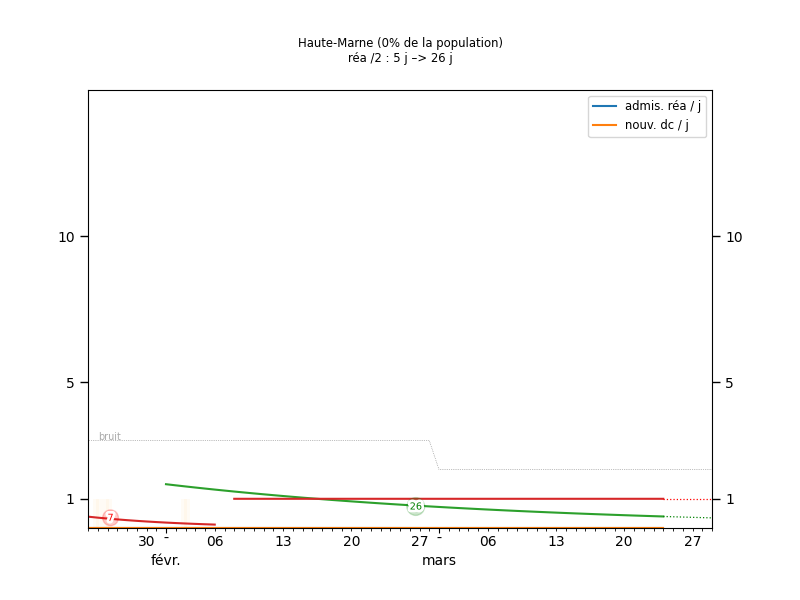 Haute-Marne (0% de la population)
réa /2 : 5 j –> 26 j
admis. réa / j
nouv. dc / j
10 10
5 5
bruit
1 1
26
7
30 06 13 20 27 06 13 20 27
févr. mars